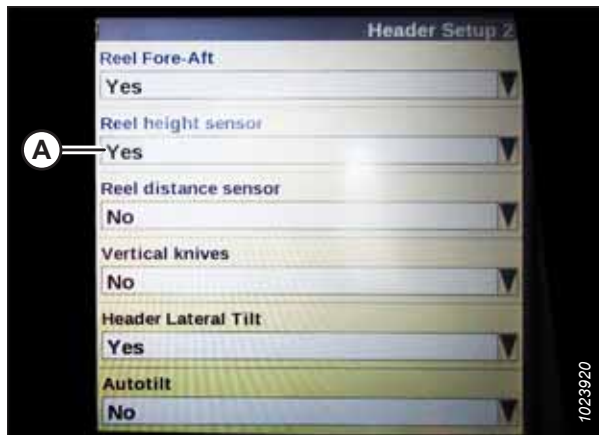 Header Setup 2
Reel Fore-Aft
Yes
Reel height sensor
A
Yes
Reel distance sensor
No
Vertical knives
No
Header Lateral Tilt
Yes
Autotilt
No
1023920